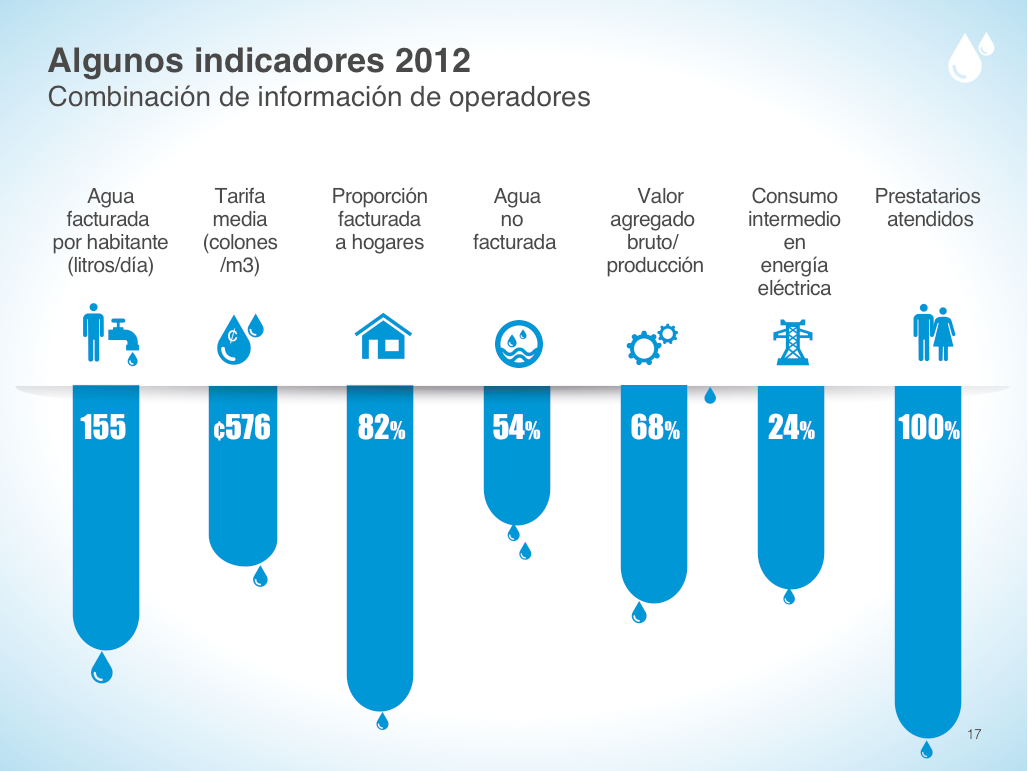 Algunos indicadores 2012
Combinación de información de operadores
Agua
facturada
por habitante
(litros/día)
Tarifa
media
(colones
/m3)
Proporción
facturada
a hogares
Agua
no
facturada
Valor
agregado
bruto/
producción
Consumo
intermedio
en
energía
eléctrica
Prestatarios
atendidos
¢
155
¢576
82%
54%
68%
24%
100%
17